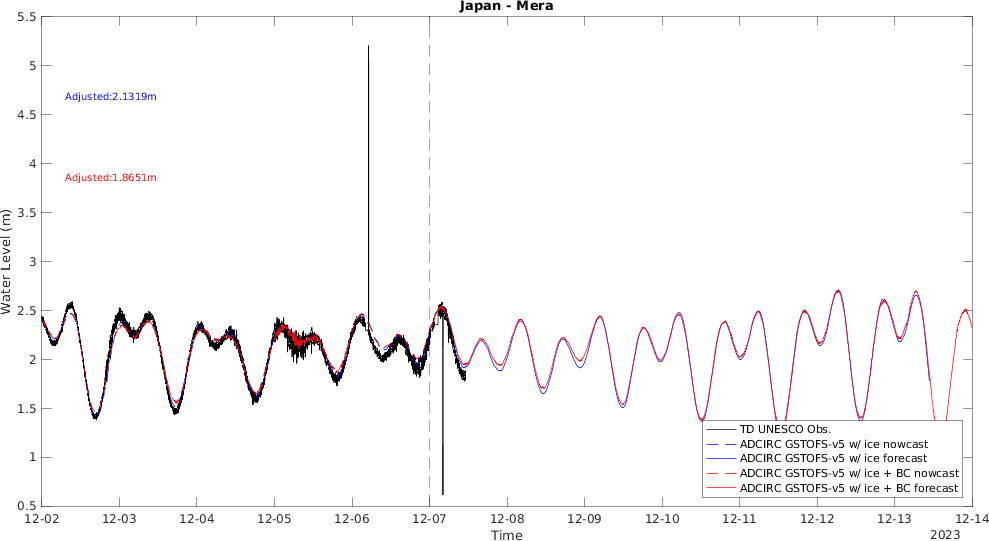 Japan - Mera
5.5
5
4.5
4
3.5
3
2.5
2
1.5
1
0.5
Water Level (m)
Adjusted:2.1319m
Adjusted:1.8651m
TD UNESCO Obs.
ADCIRC GSTOFS-v5 w/ ice nowcast
ADCIRC GSTOFS-v5 w/ ice forecast
ADCIRC GSTOFS-v5 w/ ice + BC nowcast
ADCIRC GSTOFS-v5 w/ ice + BC forecast
12-02 12-03 12-04 12-05 12-06 12-07 12-08 12-09 12-10 12-11 12-12 12-13 12-14
Time
2023